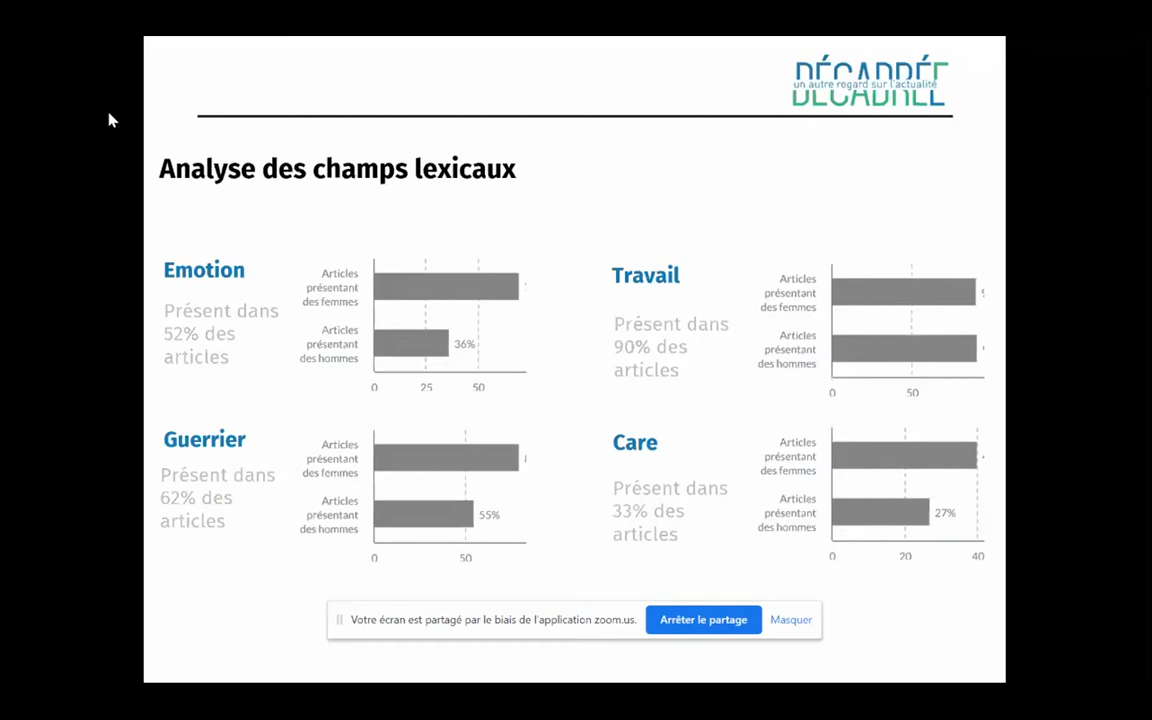 DÉCADRÉE
un autre regard sur l'actualité
Analyse des champs lexicaux
Emotion
Présent dans
52% des
articles
Articles
présentant
des femmes
Articles
présentant
des hommes
36%
0 25 50
Travail
Présent dans
90% des
articles
Articles
présentant
des femmes
Articles
présentant
des hommes
0 50
Guerrier
Présent dans
62% des
articles
Articles
présentant
des femmes
Articles
présentant
des hommes
55%
0 50
Care
Présent dans
33% des
articles
Articles
présentant
des femmes
Articles
présentant
des hommes
27%
0 20 40
Votre écran est partagé par le biais de l'application zoom.us.
Arrêter le partage
Masquer